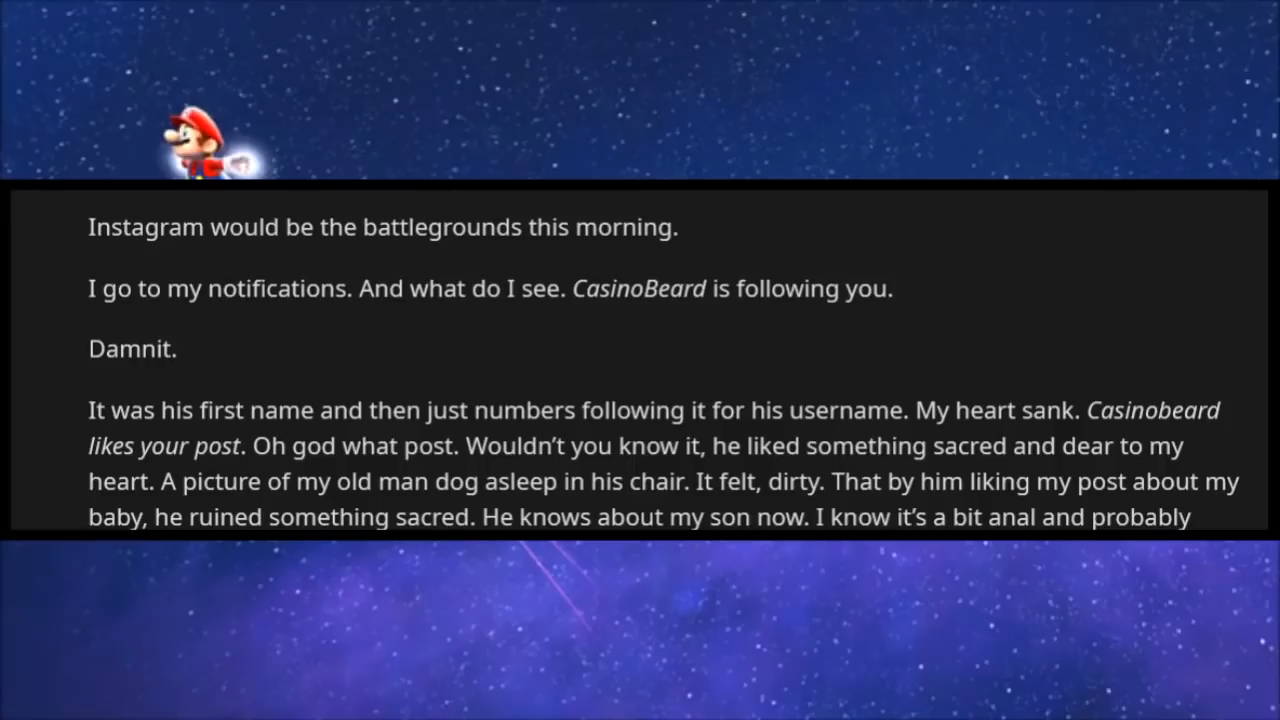 Instagram would be the battlegrounds this morning.
I go to my notifications. And what do I see. CasinoBeard is following you.
Damnit.
It was his first name and then just numbers following it for his username. My heart sank. Casinobeard
likes your post. Oh god what post. Wouldn’t you know it, he liked something sacred and dear to my
heart. A picture of my old man dog asleep in his chair. It felt, dirty. That by him liking my post about my
baby, he ruined something sacred. He knows about my son now. I know it’s a bit anal and probably